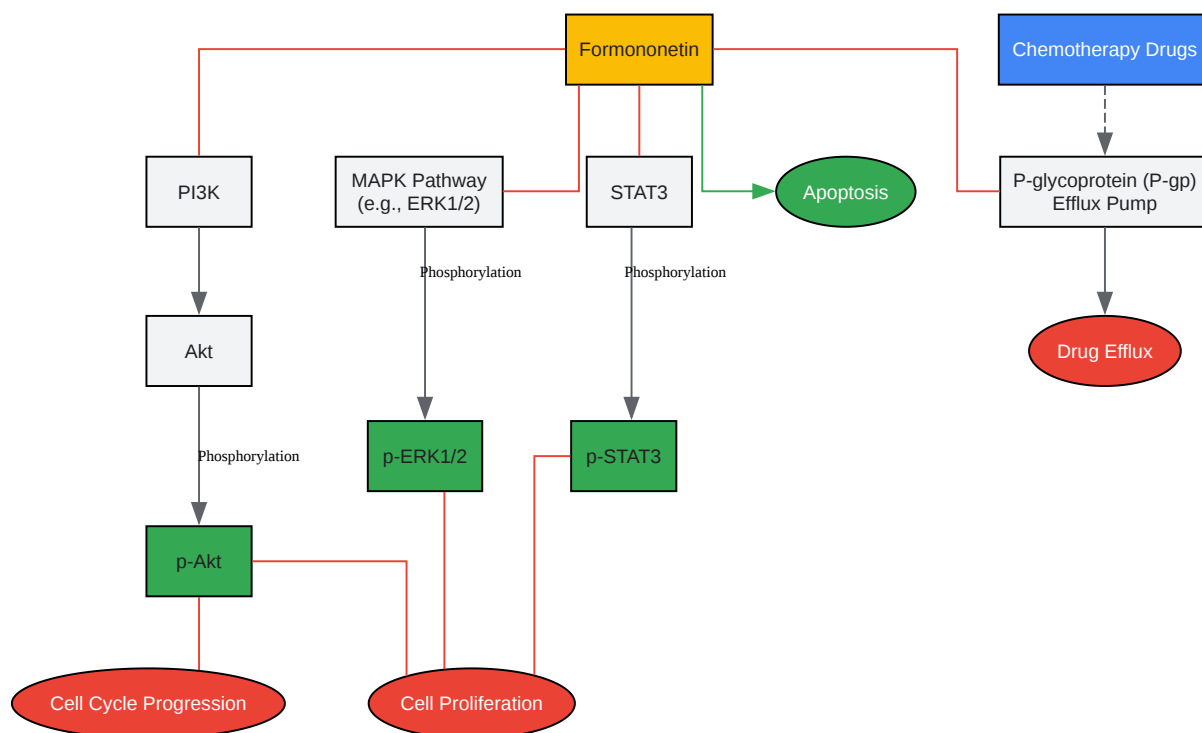 Formononetin
Chemotherapy Drugs
PI3K
MAPK Pathway
(e.g., ERK1/2)
STAT3
Apoptosis
P-glycoprotein (P-gp)
Efflux Pump
Phosphorylation
Phosphorylation
Akt
Drug Efflux
Phosphorylation
p-ERK1/2
p-STAT3
p-Akt
Cell Cycle Progression
Cell Proliferation